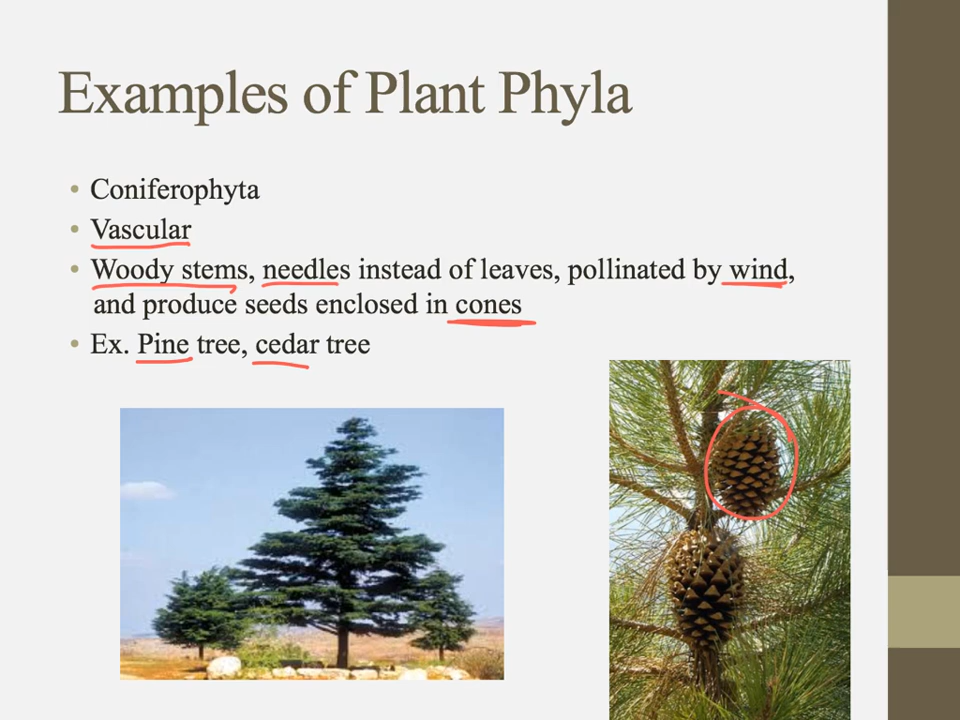 Examples of Plant Phyla
• Coniferophyta
• Vascular
• Woody stems, needles instead of leaves, pollinated by wind,
and produce seeds enclosed in cones
• Ex. Pine tree, cedar tree